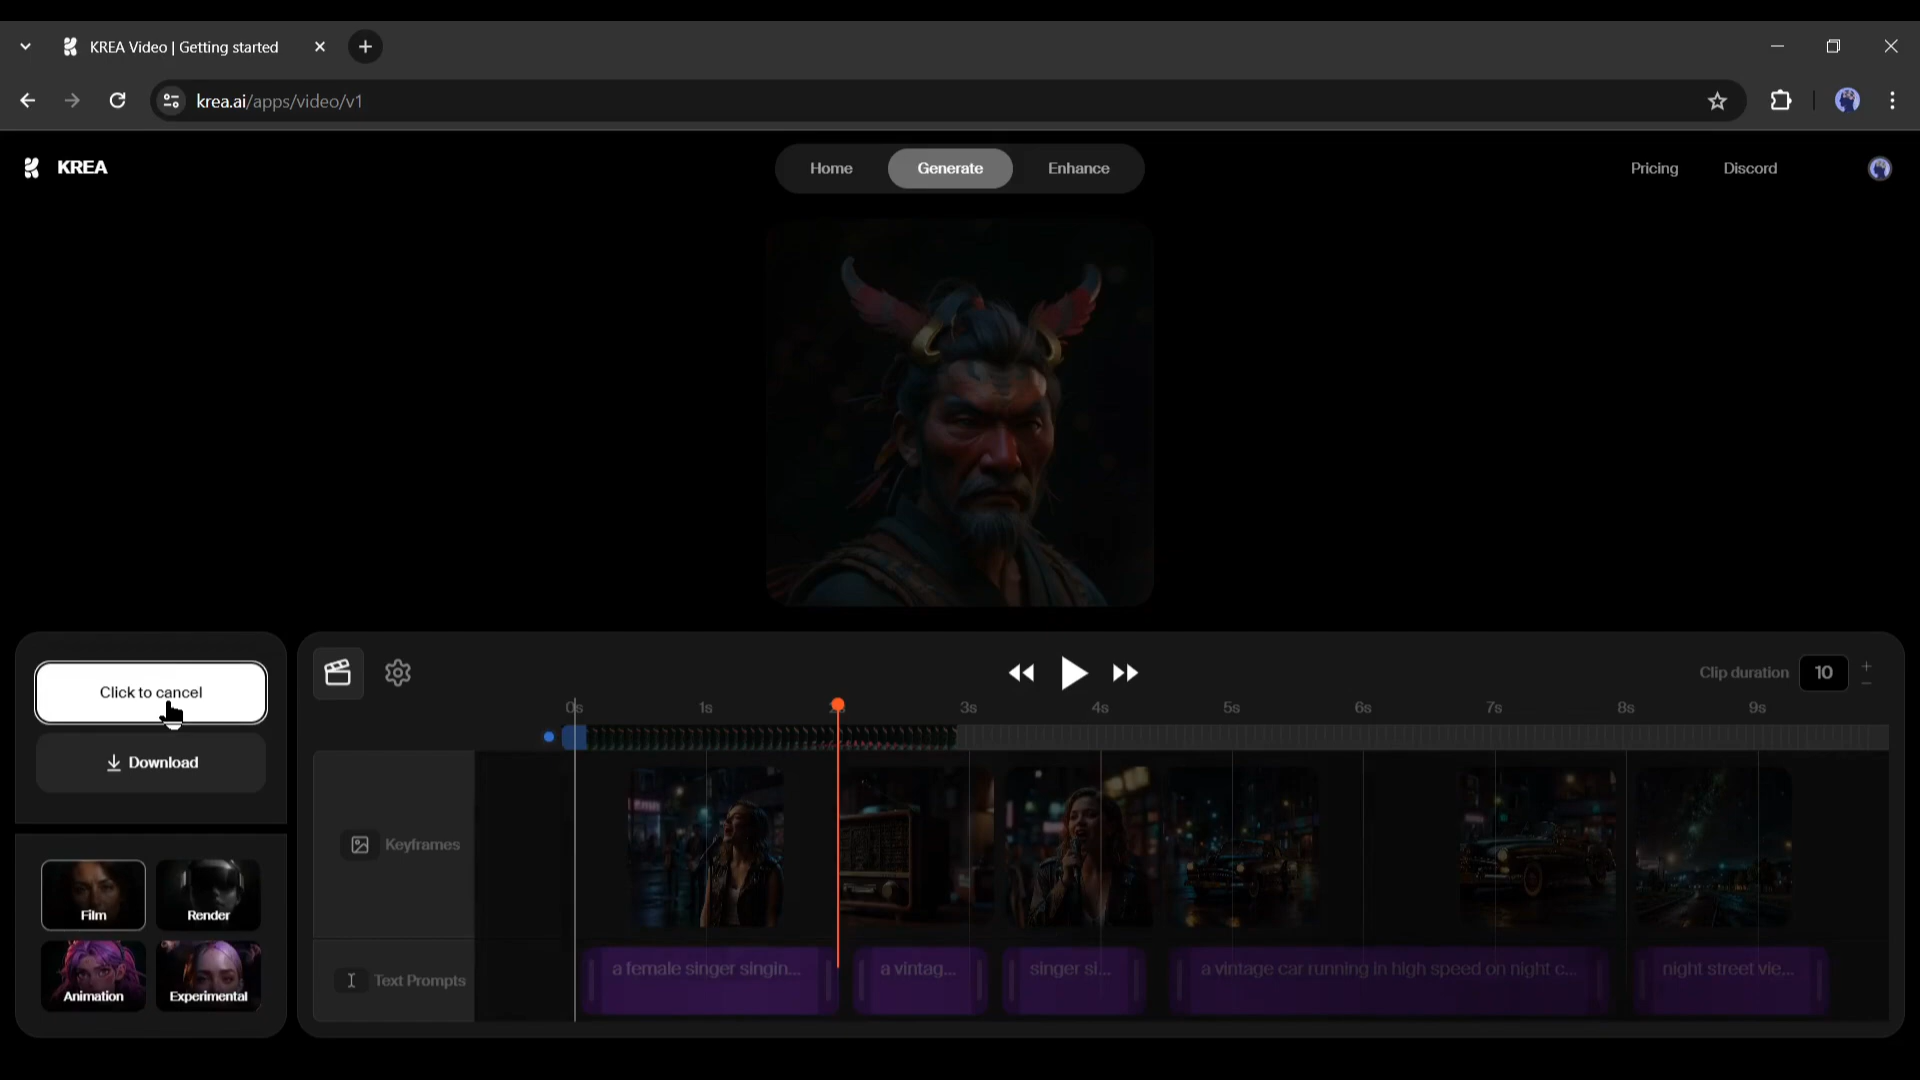 KREA Video | Getting started
krea.ai/apps/video/v1
KREA
Home
Generate
Enhance
Pricing
Discord
Click to cancel
Download
Clip duration
10
0s
1s
3s
4s
5s
6s
7s
8s
9s
Keyframes
Film
Render
Animation
Experimental
Text Prompts
a female singer singin...
a vintag...
singer si...
a vintage car running in high speed on night c...
night street vie...